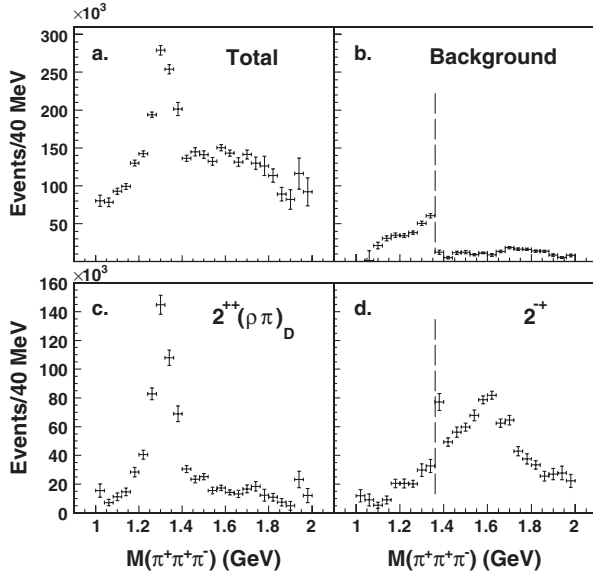 ×10³
a. Total
b. Background
Events/40 MeV
300
250
200
150
100
50
×10³
c. 2⁺⁺(ρπ)_D
d. 2⁻⁺
Events/40 MeV
160
140
120
100
80
60
40
20
0
1 1.2 1.4 1.6 1.8 2 1 1.2 1.4 1.6 1.8 2
M(π⁺π⁺π⁻) (GeV) M(π⁺π⁺π⁻) (GeV)